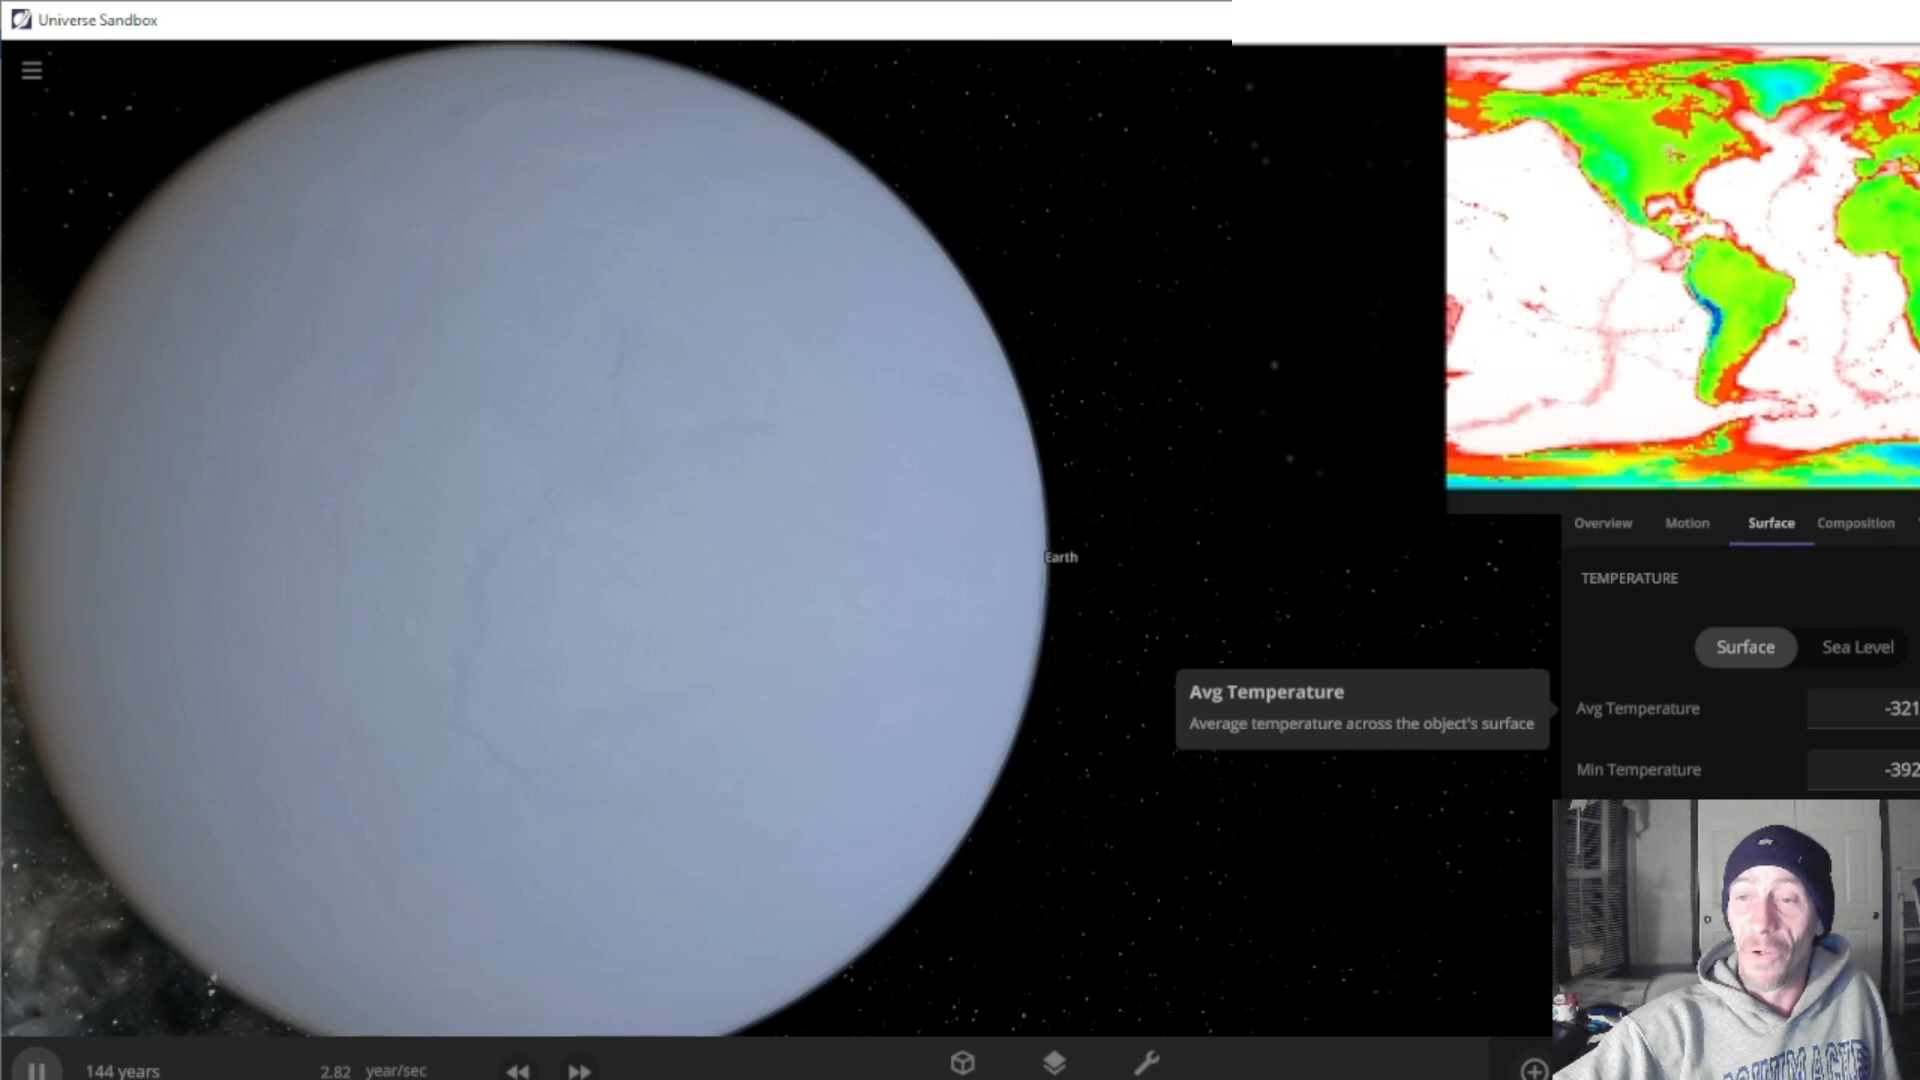 Universe Sandbox
Earth
Overview Motion Surface Composition
TEMPERATURE
Surface Sea Level
Avg Temperature
Average temperature across the object's surface
Avg Temperature -321
Min Temperature -392
144 years 2.82 year/sec